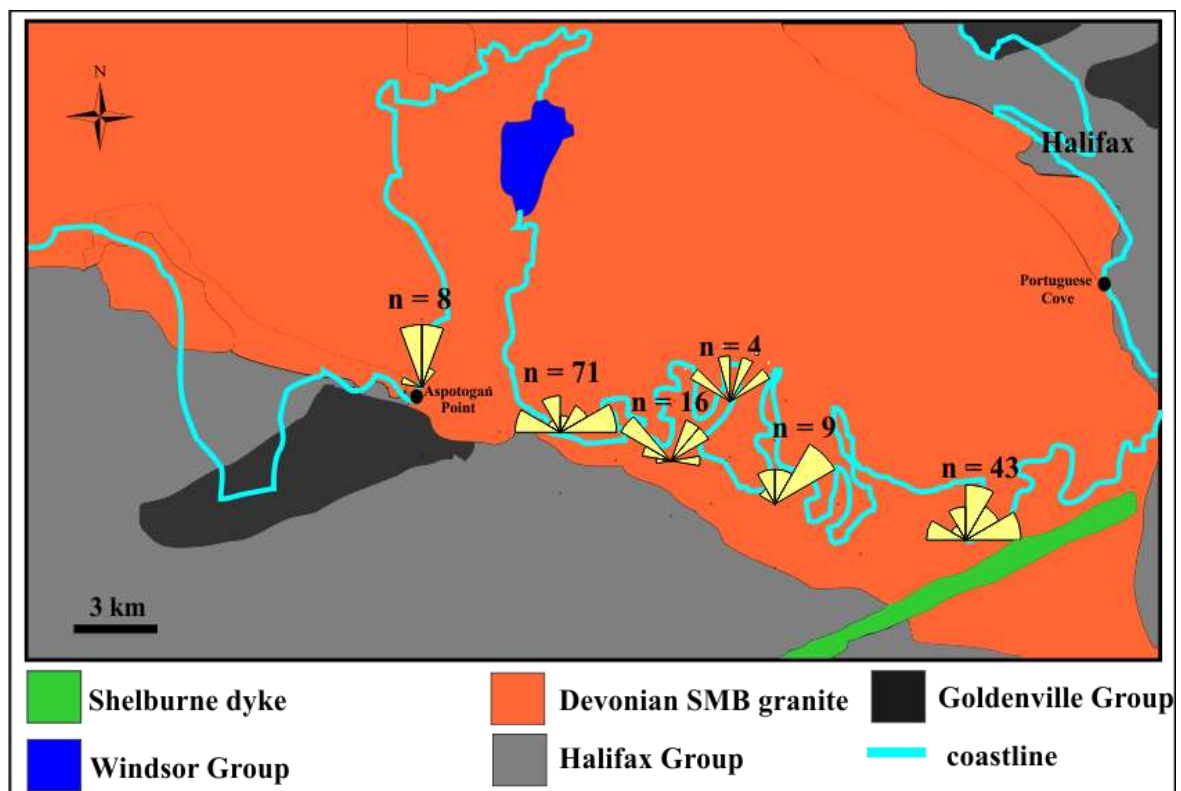 N
Halifax
Portuguese
Cove
n = 8
n = 4
n = 71
Aspotogan
Point
n = 16
n = 9
n = 43
3 km
Shelburne dyke
Devonian SMB granite
Goldenville Group
Windsor Group
Halifax Group
coastline